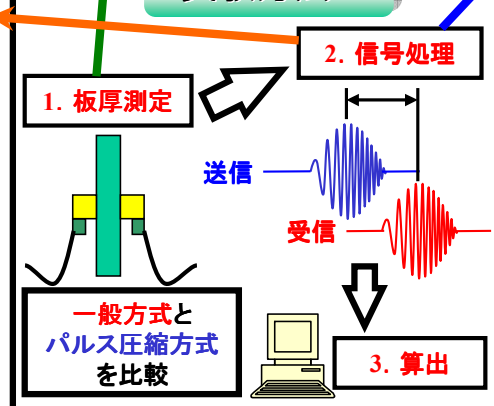 2. 信号処理
1. 板厚測定
送信
受信
一般方式と
パルス圧縮方式
を比較
3. 算出